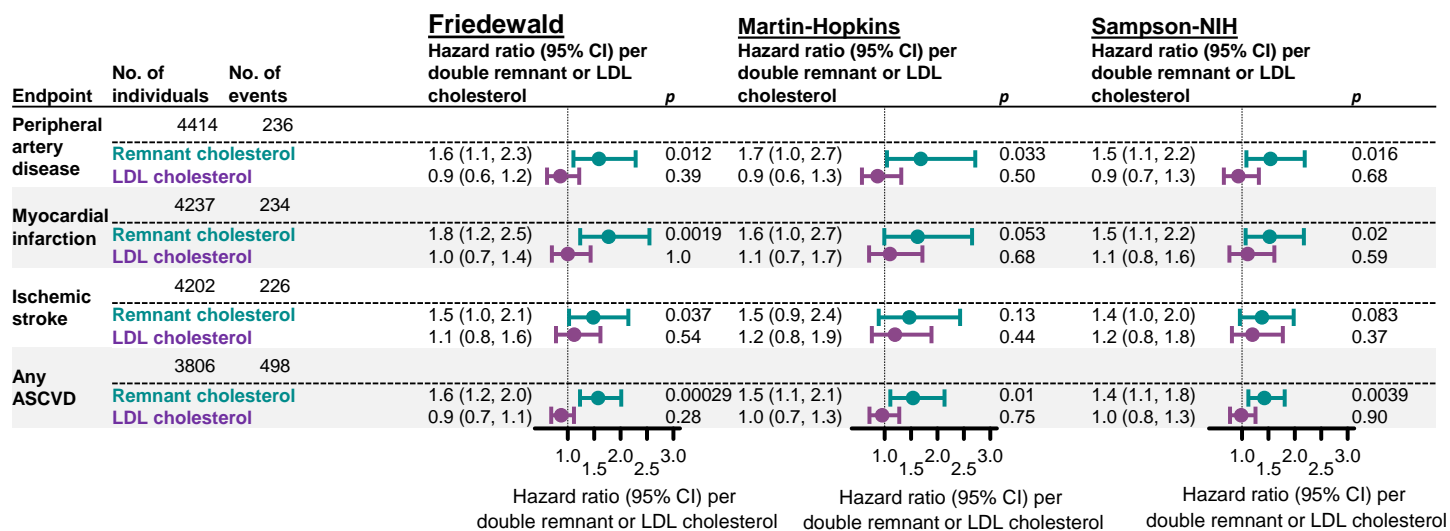 Friedewald Martin-Hopkins Sampson-NIH
Hazard ratio (95% CI) per Hazard ratio (95% CI) per Hazard ratio (95% CI) per
No. of No. of double remnant or LDL double remnant or LDL double remnant or LDL
Endpoint individuals events cholesterol p cholesterol p cholesterol p
Peripheral 4414 236
artery
disease
Remnant cholesterol 1.6 (1.1, 2.3) 0.012 1.7 (1.0, 2.7) 0.033 1.5 (1.1, 2.2) 0.016
LDL cholesterol 0.9 (0.6, 1.2) 0.39 0.9 (0.6, 1.3) 0.50 0.9 (0.7, 1.3) 0.68
Myocardial 4237 234
infarction
Remnant cholesterol 1.8 (1.2, 2.5) 0.0019 1.6 (1.0, 2.7) 0.053 1.5 (1.1, 2.2) 0.02
LDL cholesterol 1.0 (0.7, 1.4) 1.0 1.1 (0.7, 1.7) 0.68 1.1 (0.8, 1.6) 0.59
Ischemic 4202 226
stroke
Remnant cholesterol 1.5 (1.0, 2.1) 0.037 1.5 (0.9, 2.4) 0.13 1.4 (1.0, 2.0) 0.083
LDL cholesterol 1.1 (0.8, 1.6) 0.54 1.2 (0.8, 1.9) 0.44 1.2 (0.8, 1.8) 0.37
Any 3806 498
ASCVD
Remnant cholesterol 1.6 (1.2, 2.0) 0.00029 1.5 (1.1, 2.1) 0.01 1.4 (1.1, 1.8) 0.0039
LDL cholesterol 0.9 (0.7, 1.1) 0.28 1.0 (0.7, 1.3) 0.75 1.0 (0.8, 1.3) 0.90
1.0 1.5 2.0 2.5 3.0 1.0 1.5 2.0 2.5 3.0 1.0 1.5 2.0 2.5 3.0
Hazard ratio (95% CI) per Hazard ratio (95% CI) per Hazard ratio (95% CI) per
double remnant or LDL cholesterol double remnant or LDL cholesterol double remnant or LDL cholesterol